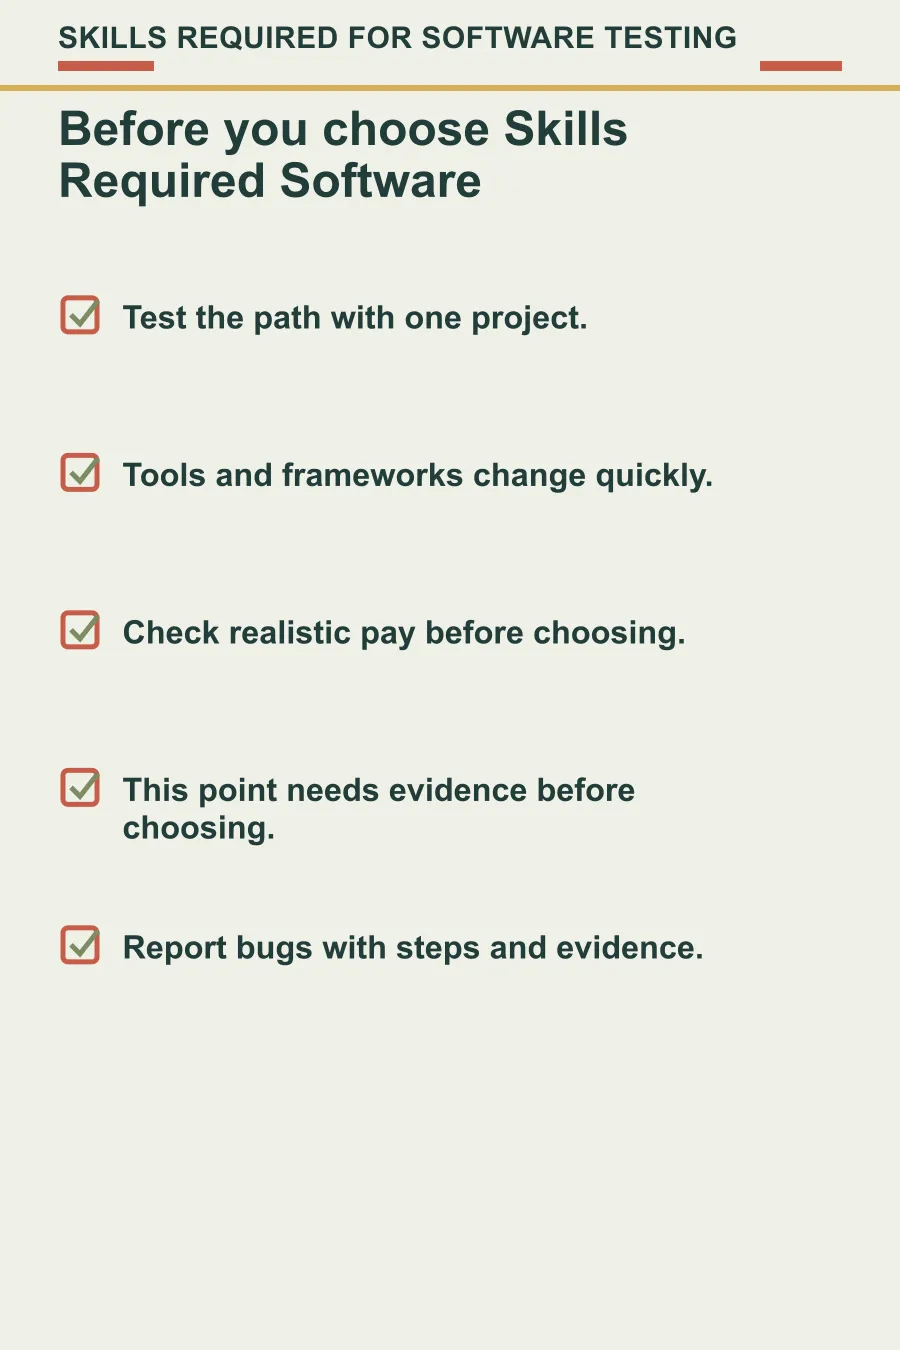 SKILLS REQUIRED FOR SOFTWARE TESTING
Before you choose Skills
Required Software
Test the path with one project.
Tools and frameworks change quickly.
Check realistic pay before choosing.
This point needs evidence before
choosing.
Report bugs with steps and evidence.